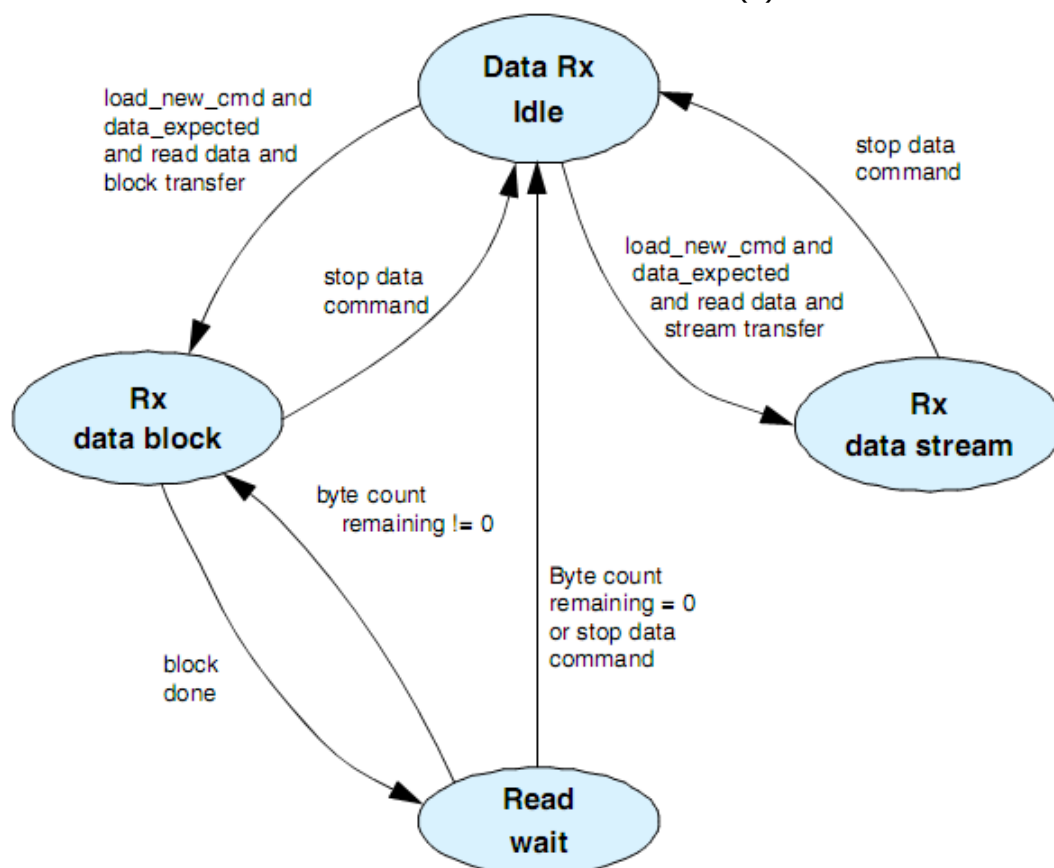 (a)
Data Rx
Idle
load_new_cmd and
data_expected
and read data and
block transfer
stop data
command
stop data
command
load_new_cmd and
data_expected
and read data and
stream transfer
Rx
data block
Rx
data stream
byte count
remaining != 0
Byte count
remaining = 0
or stop data
command
block
done
Read
wait